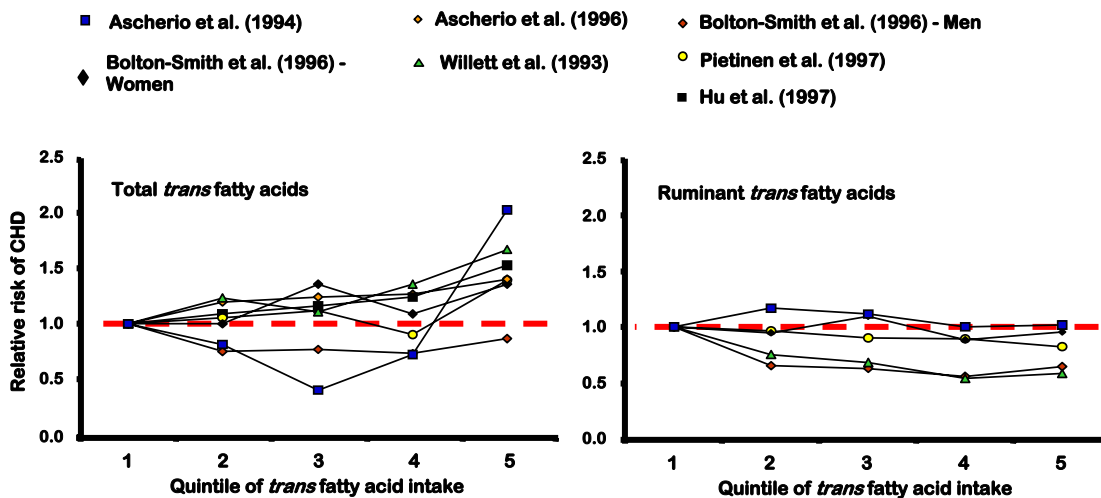 Ascherio et al. (1994)
Ascherio et al. (1996)
Bolton-Smith et al. (1996) - Men
Bolton-Smith et al. (1996) -
Women
Willett et al. (1993)
Pietinen et al. (1997)
Hu et al. (1997)
Relative risk of CHD
Total trans fatty acids
2.5
2.0
1.5
1.0
0.5
0.0
1 2 3 4 5
Quintile of trans fatty acid intake
Ruminant trans fatty acids
2.5
2.0
1.5
1.0
0.5
0.0
1 2 3 4 5
Quintile of trans fatty acid intake